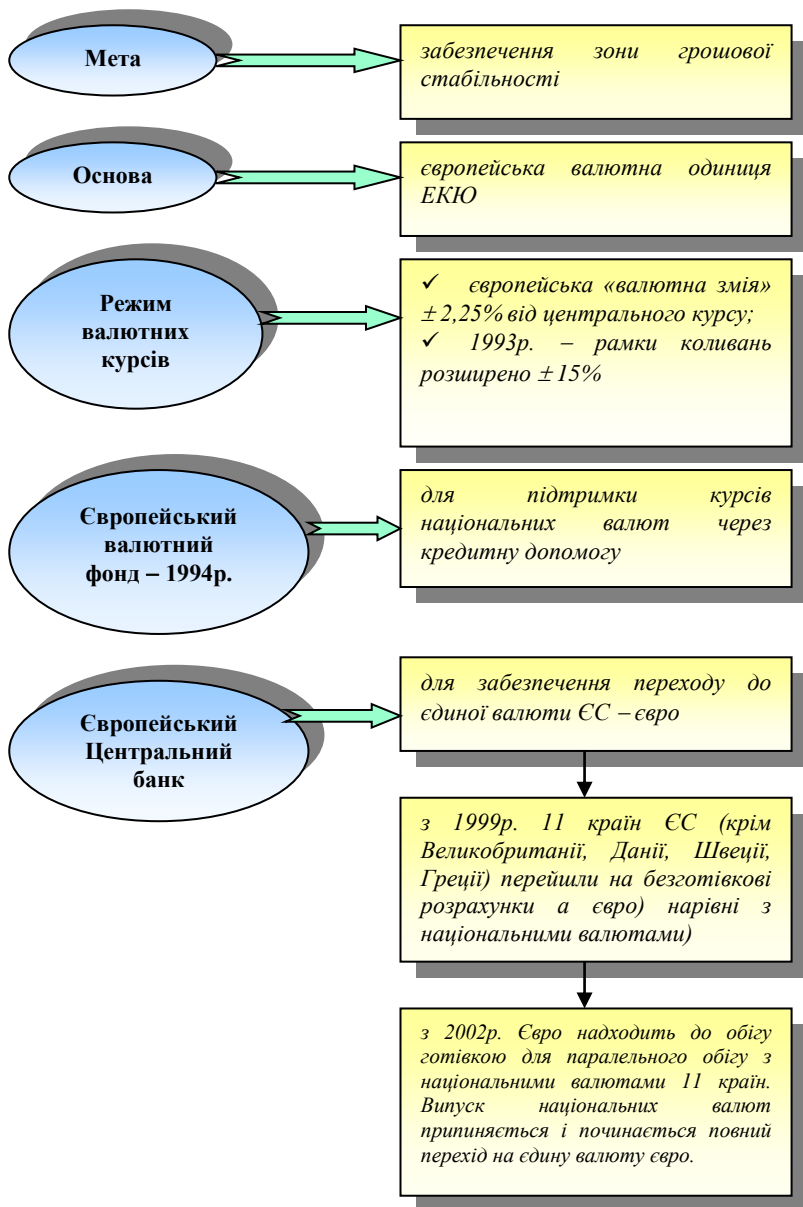 Мета
забезпечення зони грошової
стабільності
Основа
європейська валютна одиниця
ЕКЮ
Режим
валютних
курсів
✓ європейська «валютна змія»
± 2,25% від центрального курсу;
✓ 1993р. – рамки коливань
розширено ± 15%
Європейський
валютний
фонд – 1994р.
для підтримки курсів
національних валют через
кредитну допомогу
Європейський
Центральний
банк
для забезпечення переходу до
єдиної валюти ЄС – євро
з 1999р. 11 країн ЄС (крім
Великобританії, Данії, Швеції,
Греції) перейшли на безготівкові
розрахунки а євро) нарівні з
національними валютами)
з 2002р. Євро надходить до обігу
готівкою для паралельного обігу з
національними валютами 11 країн.
Випуск національних валют
припиняється і починається повний
перехід на єдину валюту євро.